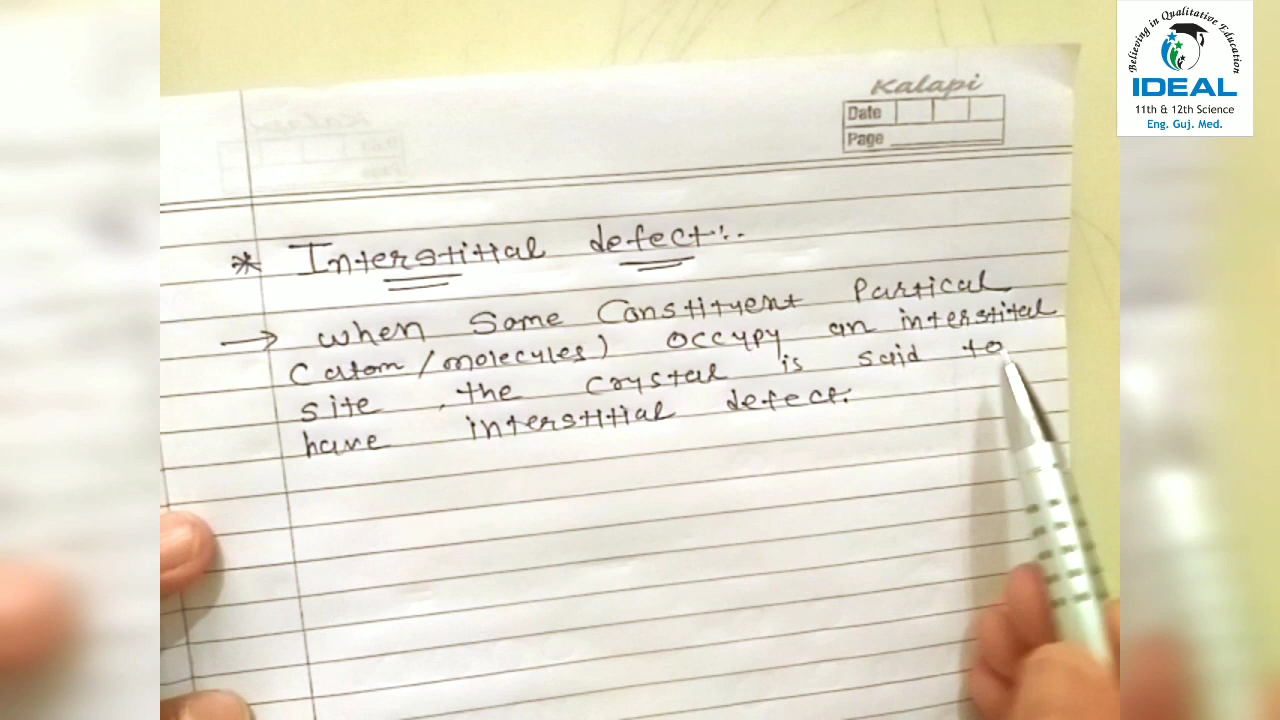 Believing in Qualitative Education
IDEAL
11th & 12th Science
Eng. Guj. Med.
Kalapi
Date
Page
* Interstitial defect:-
→ when some Constituent Partical
(atom/molecules) occupy an interstital
site, the crystal is said to
have interstitial defect.